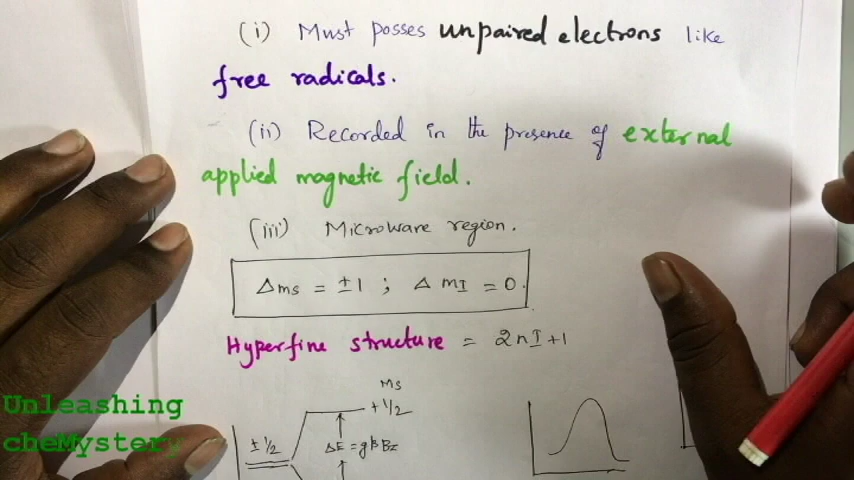 (i) Must posses unpaired electrons like
free radicals.
(ii) Recorded in the presence of external
applied magnetic field.
(iii) Microware region.
Δms = ±1 ; Δ mI = 0.
Hyperfine structure = 2nI+1
Ms
+1/2
±1/2
ΔE = gβBz
Unleashing
cheMystery